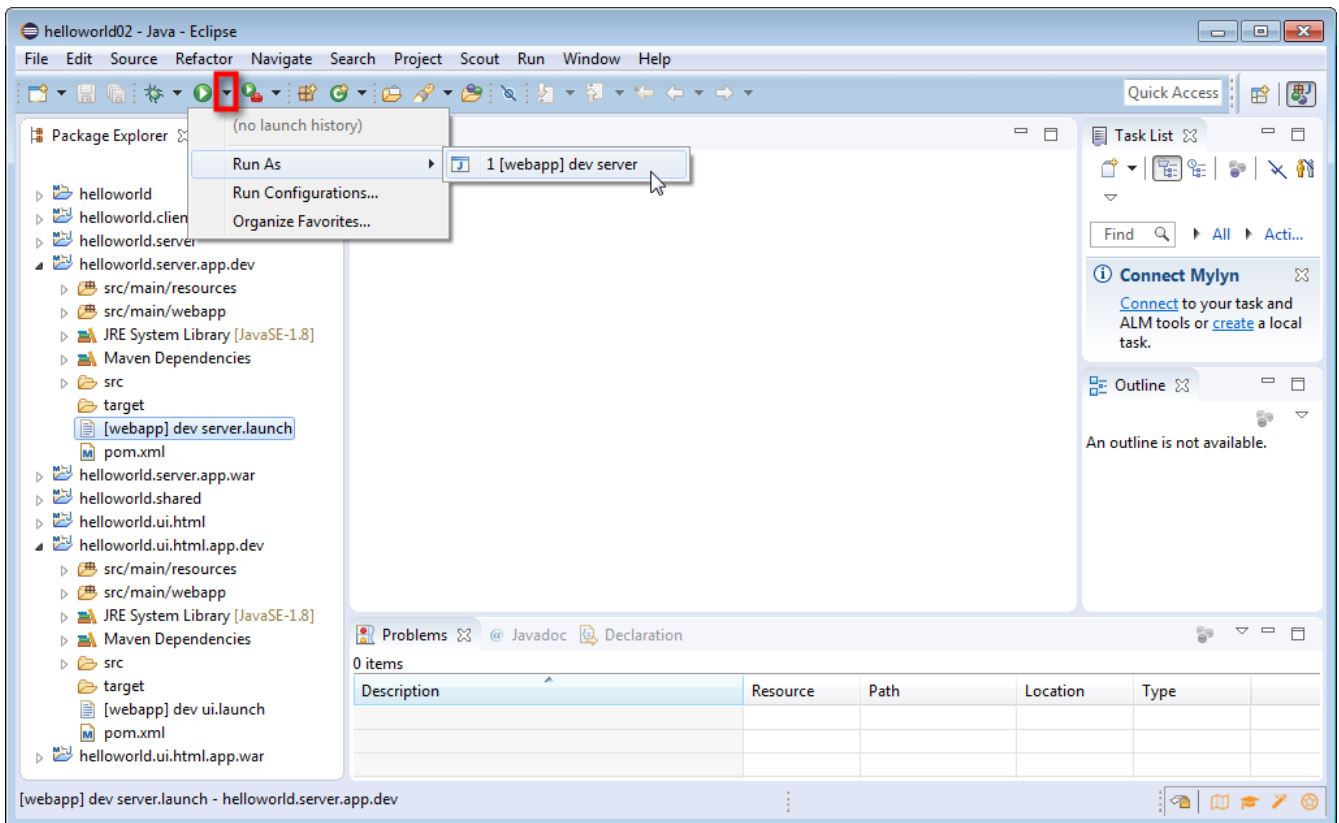 helloworld02 - Java - Eclipse
File Edit Source Refactor Navigate Search Project Scout Run Window Help
Quick Access
(no launch history)
Run As
1 [webapp] dev server
Run Configurations...
Organize Favorites...
Package Explorer
helloworld
helloworld.clien
helloworld.server
helloworld.server.app.dev
src/main/resources
src/main/webapp
JRE System Library [JavaSE-1.8]
Maven Dependencies
src
target
[webapp] dev server.launch
pom.xml
helloworld.server.app.war
helloworld.shared
helloworld.ui.html
helloworld.ui.html.app.dev
src/main/resources
src/main/webapp
JRE System Library [JavaSE-1.8]
Maven Dependencies
src
target
[webapp] dev ui.launch
pom.xml
helloworld.ui.html.app.war
Task List
Find All Acti...
Connect Mylyn
Connect to your task and
ALM tools or create a local
task.
Outline
An outline is not available.
Problems @ Javadoc Declaration
0 items
Description Resource Path Location Type
[webapp] dev server.launch - helloworld.server.app.dev